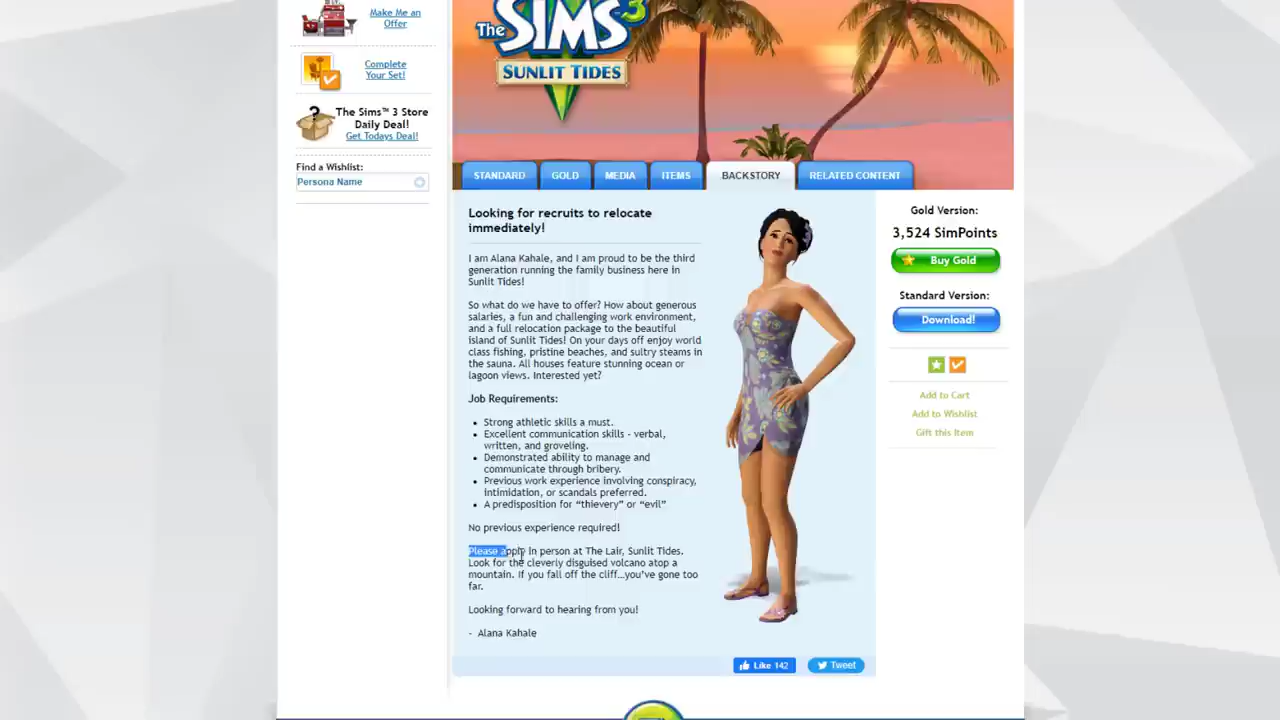 Make Me an
Offer
Complete
Your Set!
The Sims™ 3 Store
Daily Deal!
Get Todays Deal!
Find a Wishlist:
Persona Name
The SIMS 3
SUNLIT TIDES
STANDARD
GOLD
MEDIA
ITEMS
BACKSTORY
RELATED CONTENT
Looking for recruits to relocate
immediately!
I am Alana Kahale, and I am proud to be the third
generation running the family business here in
Sunlit Tides!
So what do we have to offer? How about generous
salaries, a fun and challenging work environment,
and a full relocation package to the beautiful
island of Sunlit Tides! On your days off enjoy world
class fishing, pristine beaches, and sultry steams in
the sauna. All houses feature stunning ocean or
lagoon views. Interested yet?
Job Requirements:
• Strong athletic skills a must.
• Excellent communication skills - verbal,
written, and groveling.
• Demonstrated ability to manage and
communicate through bribery.
• Previous work experience involving conspiracy,
intimidation, or scandals preferred.
• A predisposition for “thievery” or “evil”
No previous experience required!
Please apply in person at The Lair, Sunlit Tides.
Look for the cleverly disguised volcano atop a
mountain. If you fall off the cliff…you’ve gone too
far.
Looking forward to hearing from you!
- Alana Kahale
Like 142
Tweet
Gold Version:
3,524 SimPoints
Buy Gold
Standard Version:
Download!
Add to Cart
Add to Wishlist
Gift this Item